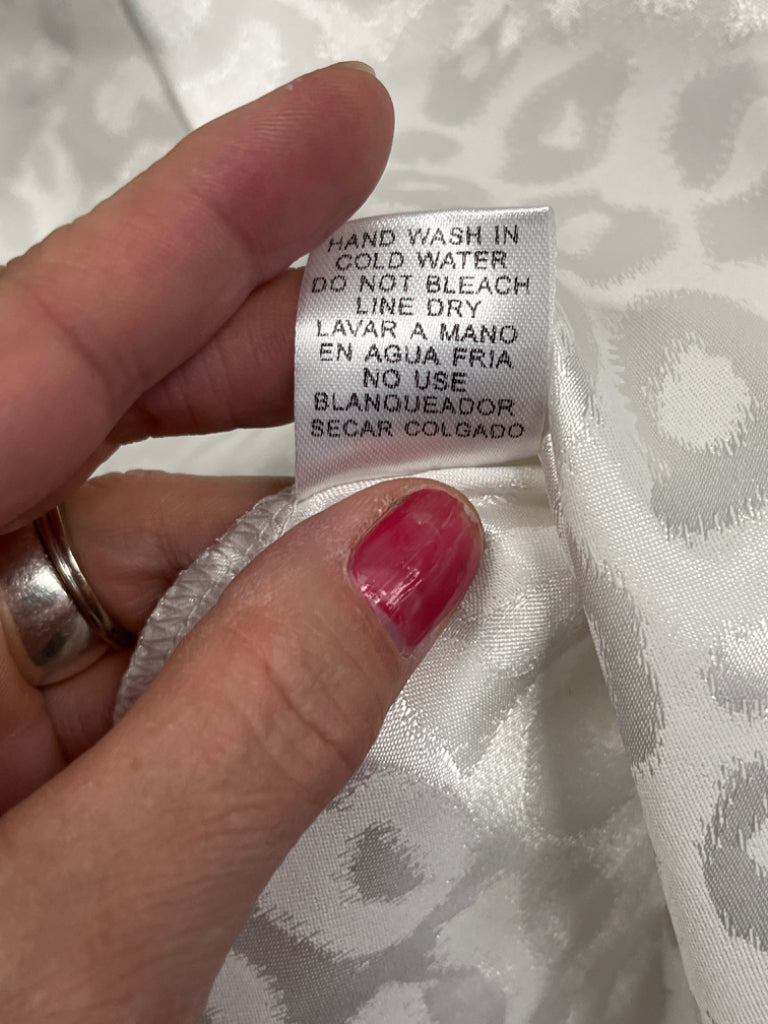 HAND WASH IN
COLD WATER
DO NOT BLEACH
LINE DRY
LAVAR A MANO
EN AGUA FRIA
NO USE
BLANQUEADOR
SECAR COLGADO